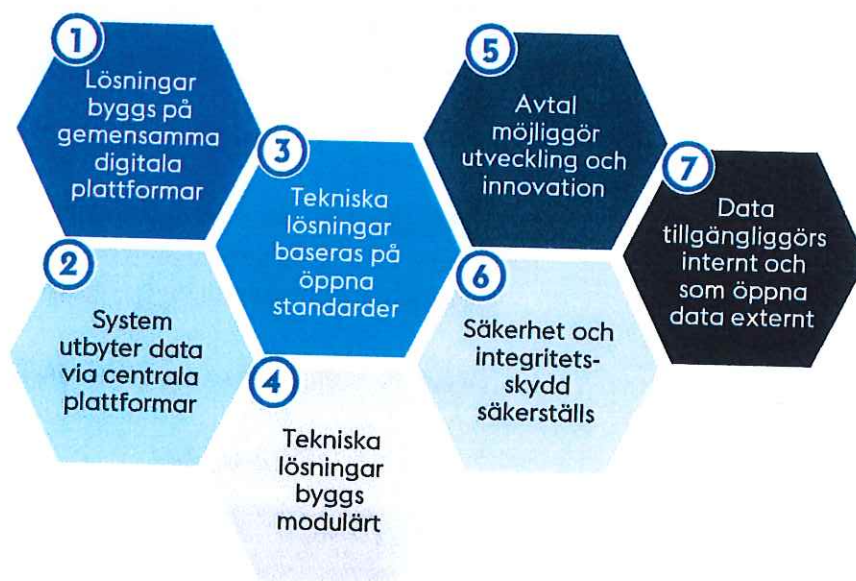 1
Lösningar
byggs på
gemensamma
digitala
plattformar
2
System
utbyter data
via centrala
plattformar
3
Tekniska
lösningar
baseras på
öppna
standarder
4
Tekniska
lösningar
byggs
modulärt
5
Avtal
möjliggör
utveckling och
innovation
6
Säkerhet och
integritets-
skydd
säkerställs
7
Data
tillgängliggörs
internt och
som öppna
data externt